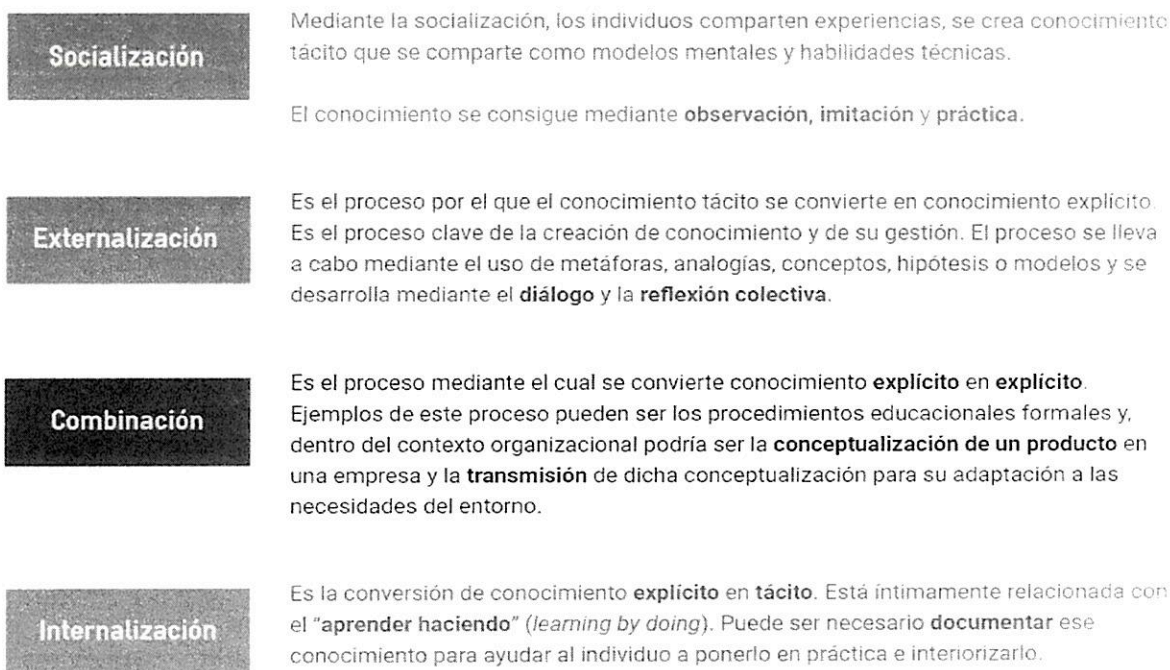 Socialización
Mediante la socialización, los individuos comparten experiencias, se crea conocimiento
tácito que se comparte como modelos mentales y habilidades técnicas.
El conocimiento se consigue mediante observación, imitación y práctica.
Externalización
Es el proceso por el que el conocimiento tácito se convierte en conocimiento explícito.
Es el proceso clave de la creación de conocimiento y de su gestión. El proceso se lleva
a cabo mediante el uso de metáforas, analogías, conceptos, hipótesis o modelos y se
desarrolla mediante el diálogo y la reflexión colectiva.
Combinación
Es el proceso mediante el cual se convierte conocimiento explícito en explícito.
Ejemplos de este proceso pueden ser los procedimientos educacionales formales y,
dentro del contexto organizacional podría ser la conceptualización de un producto en
una empresa y la transmisión de dicha conceptualización para su adaptación a las
necesidades del entorno.
Internalización
Es la conversión de conocimiento explícito en tácito. Está íntimamente relacionada con
el "aprender haciendo" (learning by doing). Puede ser necesario documentar ese
conocimiento para ayudar al individuo a ponerlo en práctica e interiorizarlo.